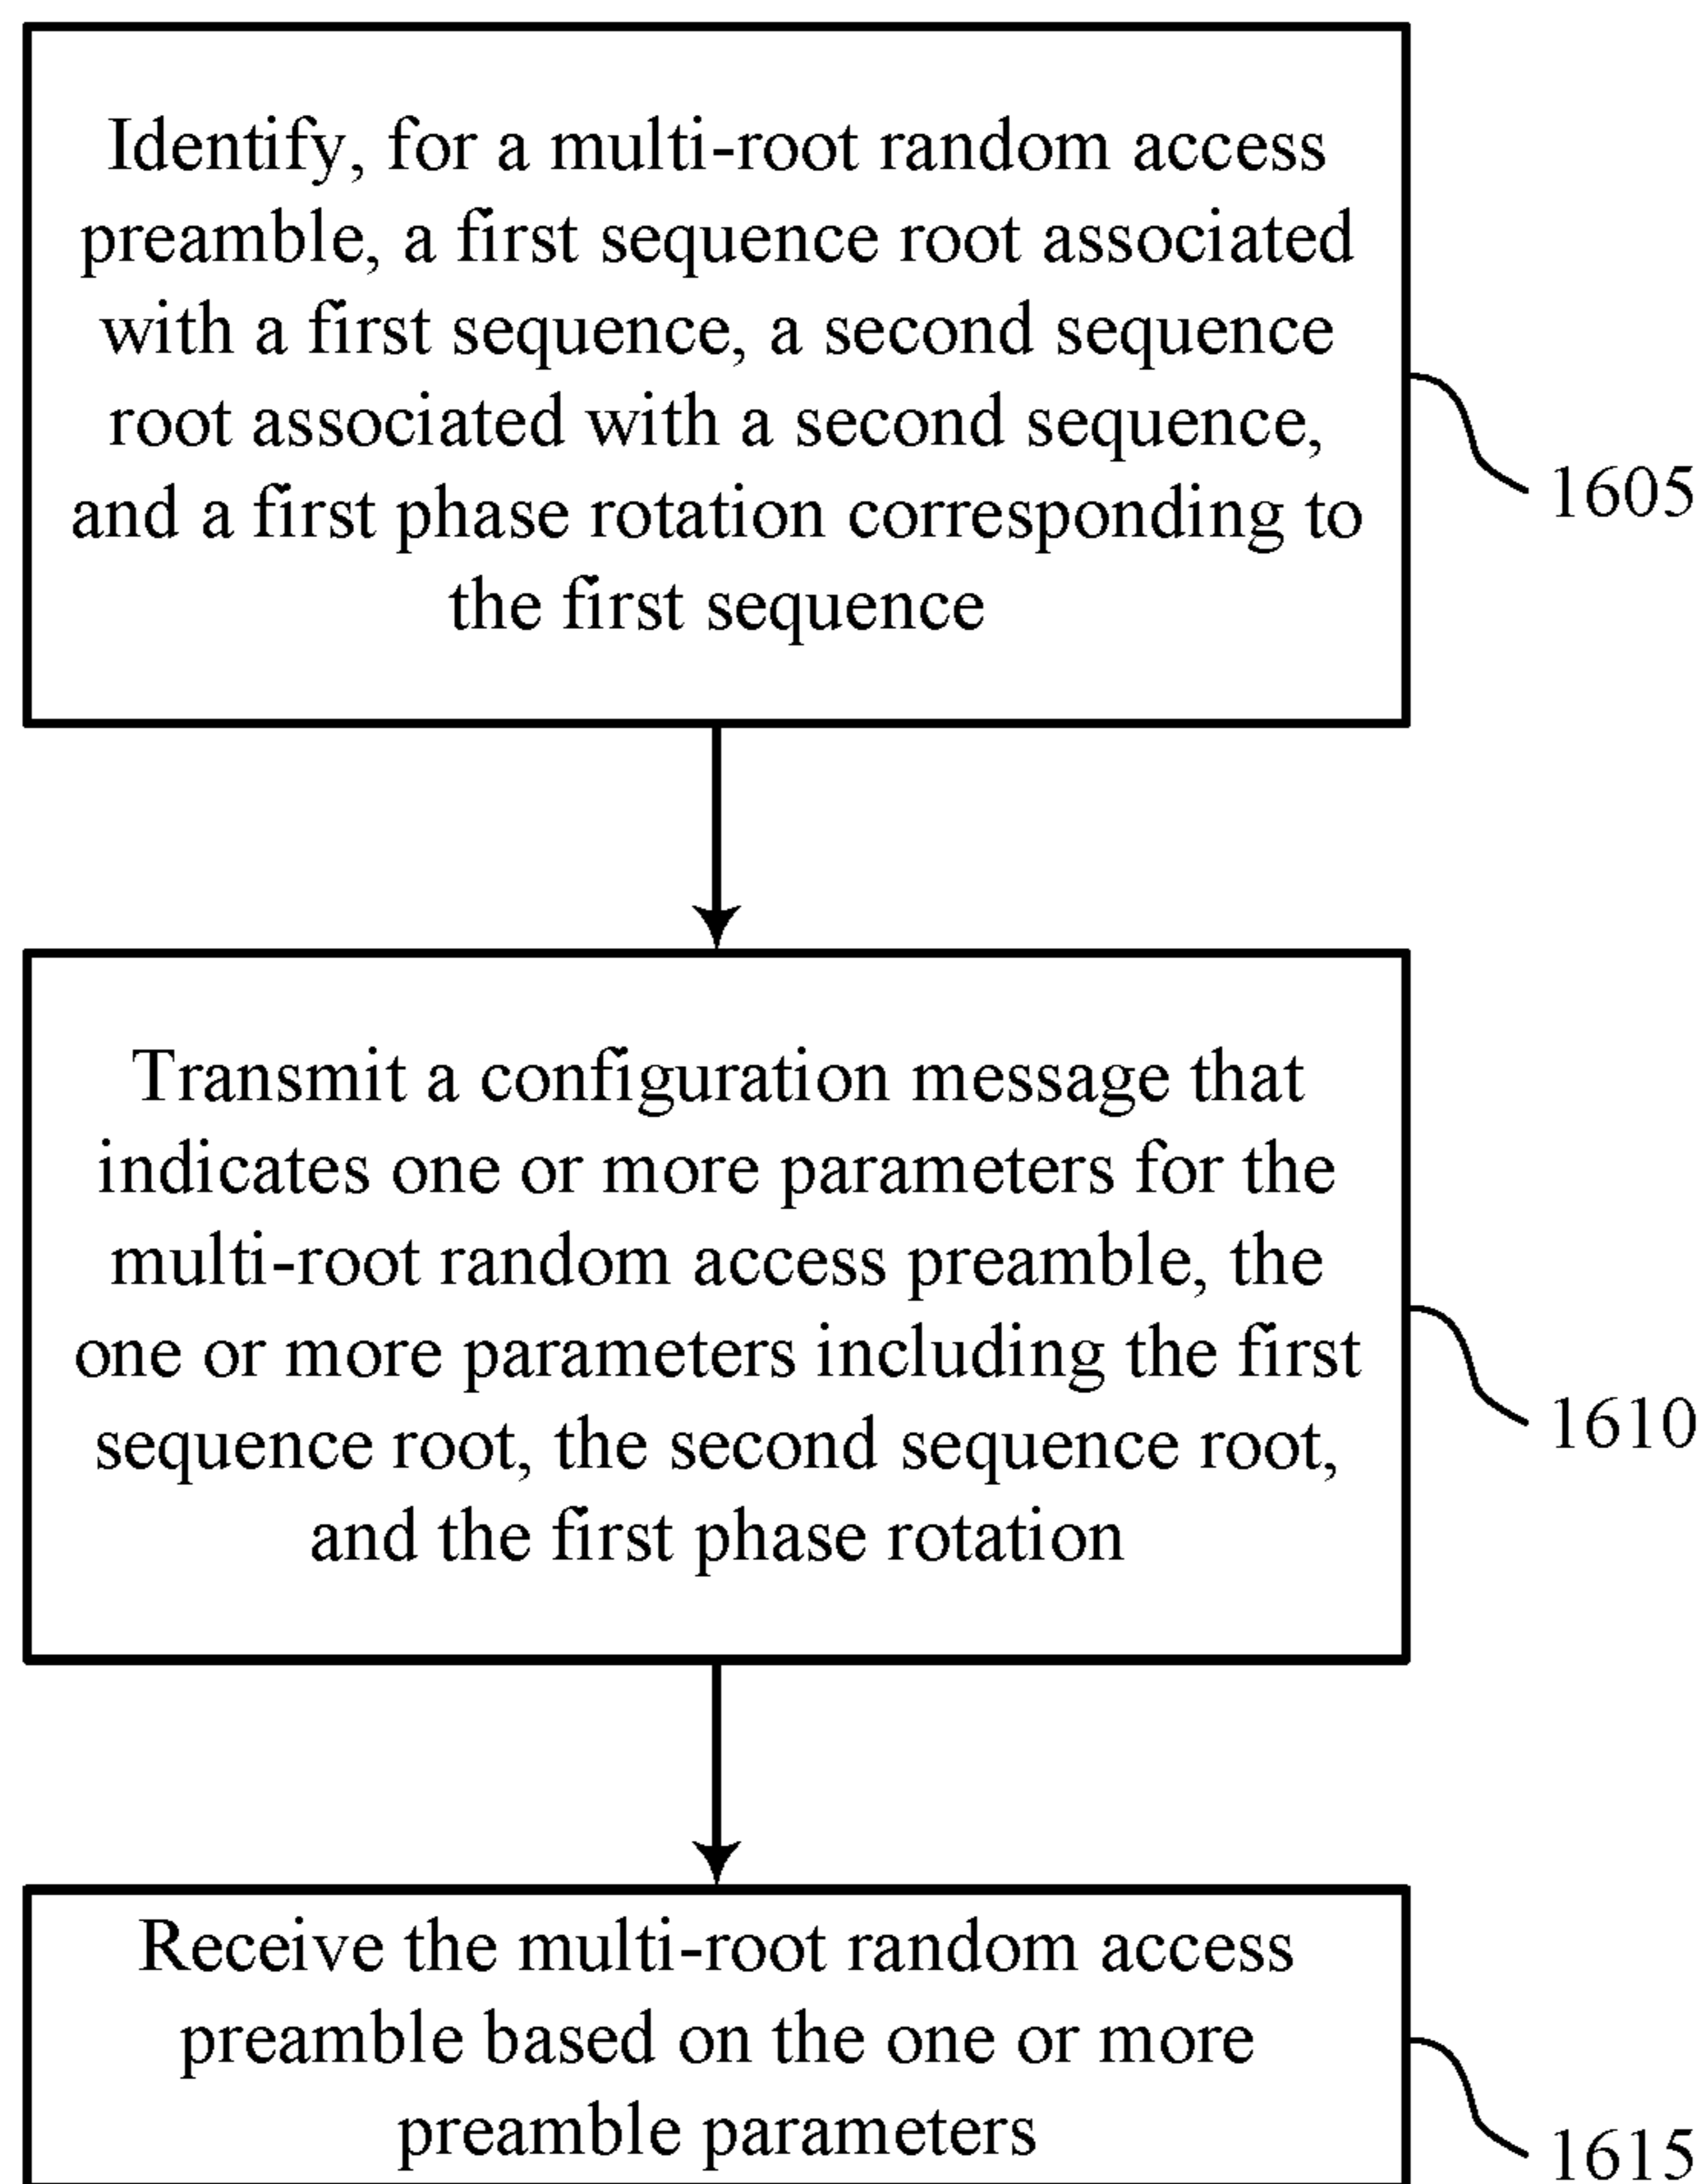 Identify, for a multi-root random access
preamble, a first sequence root associated
with a first sequence, a second sequence
root associated with a second sequence,
and a first phase rotation corresponding to
the first sequence
1605
Transmit a configuration message that
indicates one or more parameters for the
multi-root random access preamble, the
one or more parameters including the first
sequence root, the second sequence root,
and the first phase rotation
1610
Receive the multi-root random access
preamble based on the one or more
preamble parameters
1615